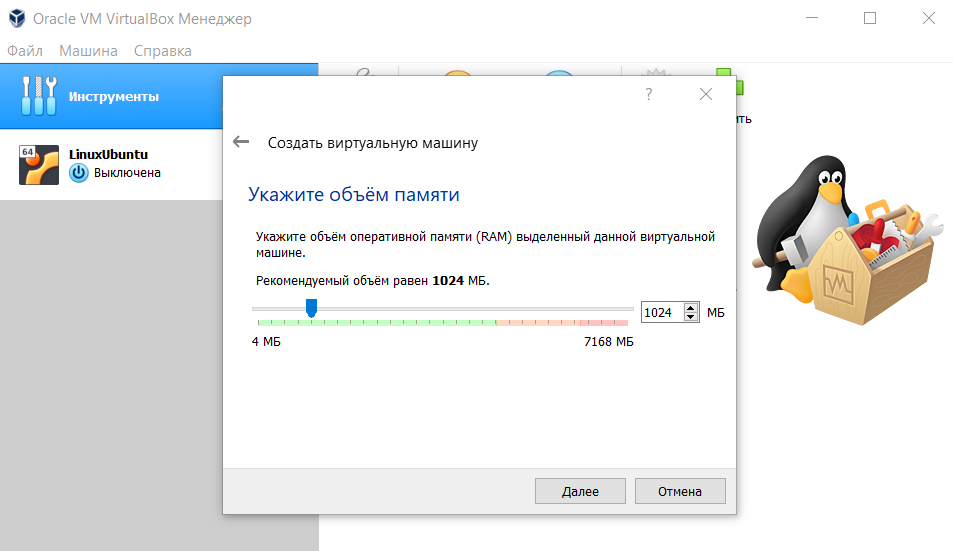 Oracle VM VirtualBox Менеджер
Файл Машина Справка
Инструменты
64
LinuxUbuntu
Выключена
?
Создать виртуальную машину
Укажите объём памяти
Укажите объём оперативной памяти (RAM) выделенный данной виртуальной
машине.
Рекомендуемый объём равен 1024 МБ.
1024 МБ
4 МБ 7168 МБ
Далее Отмена
ить